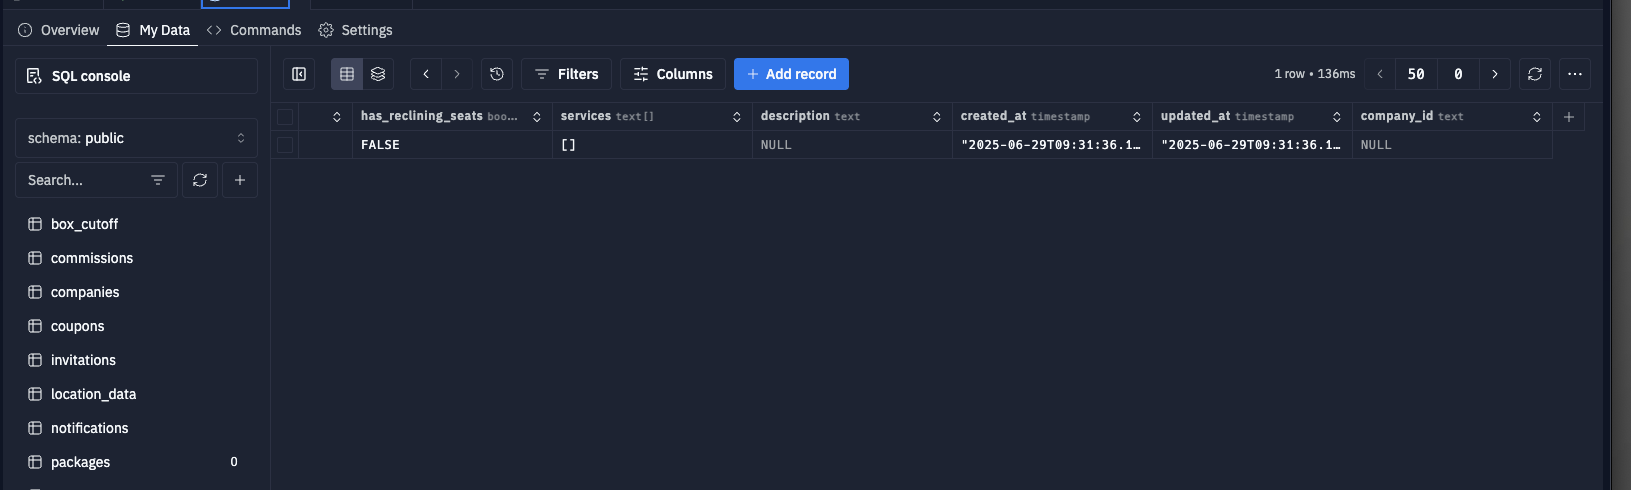 Overview My Data Commands Settings
SQL console
Filters Columns Add record 1 row • 136ms 50 0
schema: public
Search...
has_reclining_seats boo... services text[] description text created_at timestamp updated_at timestamp company_id text
FALSE [] NULL "2025-06-29T09:31:36.1… "2025-06-29T09:31:36.1… NULL
box_cutoff
commissions
companies
coupons
invitations
location_data
notifications
packages 0